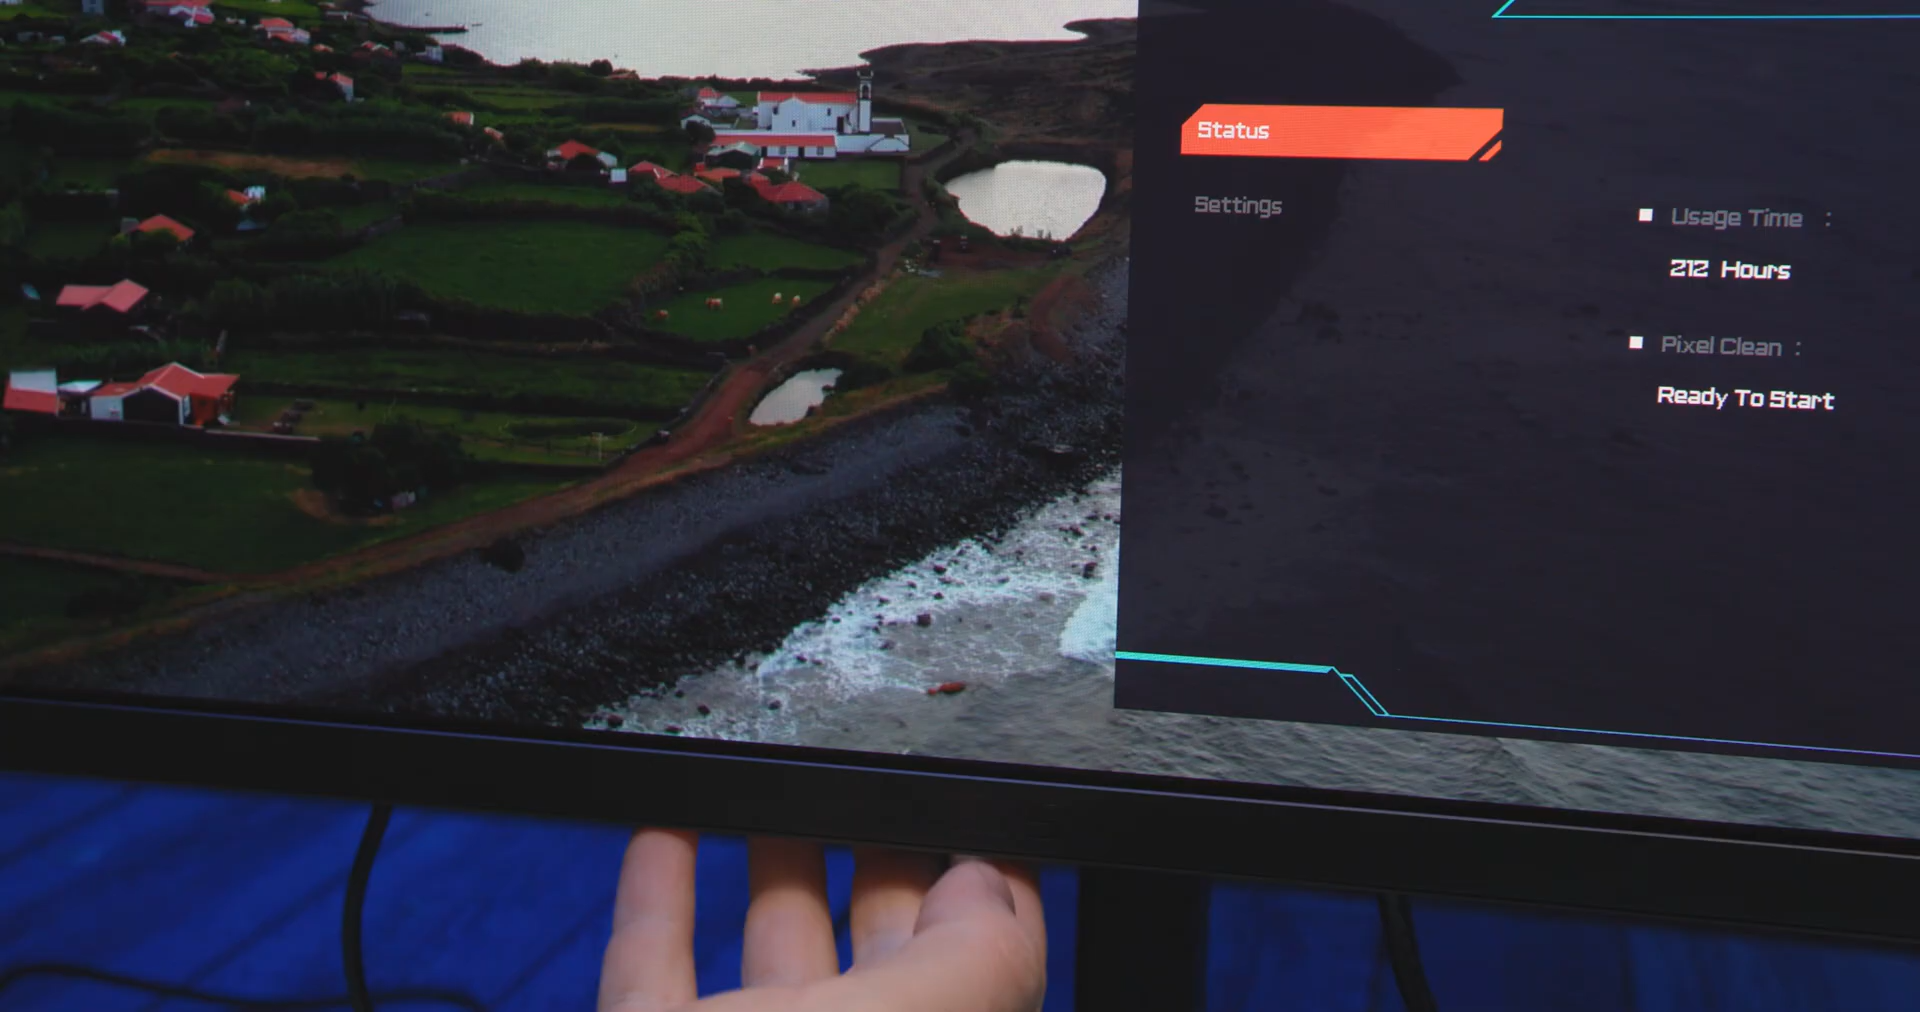 Status
Settings
Usage Time :
212 Hours
Pixel Clean :
Ready To Start